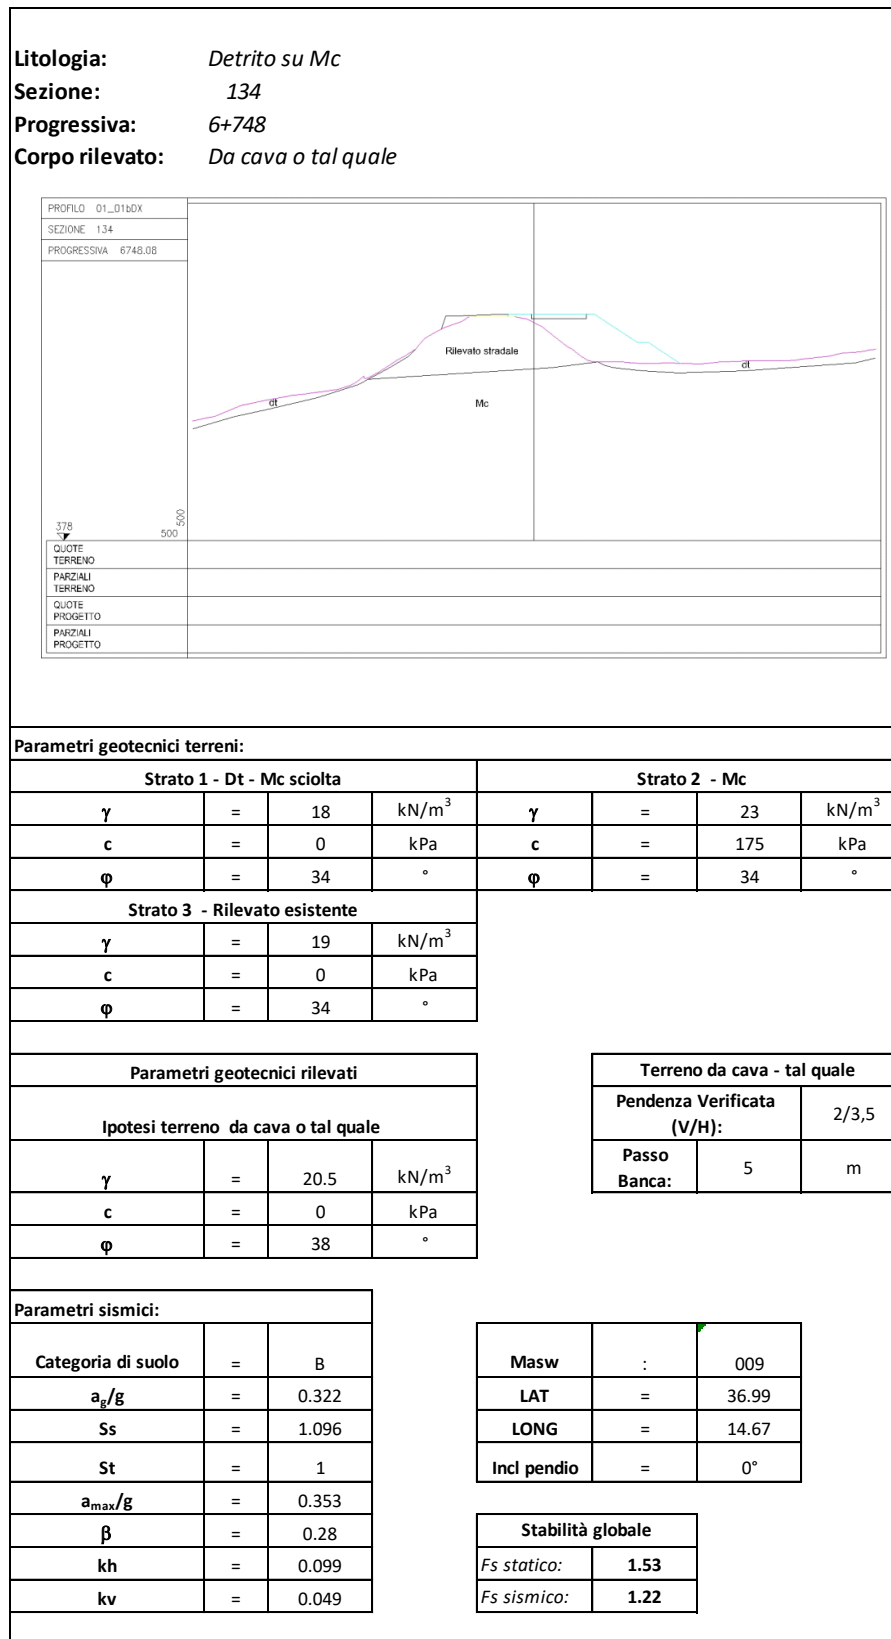 Litologia: Detrito su Mc
Sezione: 134
Progressiva: 6+748
Corpo rilevato: Da cava o tal quale
PROFILO 01_01bDX
SEZIONE 134
PROGRESSIVA 6748.08
Rilevato stradale
dt
dt
Mc
378
500
500
QUOTE
TERRENO
PARZIALI
TERRENO
QUOTE
PROGETTO
PARZIALI
PROGETTO
Parametri geotecnici terreni:
Strato 1 - Dt - Mc sciolta Strato 2 - Mc
γ = 18 kN/m³ γ = 23 kN/m³
c = 0 kPa c = 175 kPa
φ = 34 ° φ = 34 °
Strato 3 - Rilevato esistente
γ = 19 kN/m³
c = 0 kPa
φ = 34 °
Parametri geotecnici rilevati Terreno da cava - tal quale
Ipotesi terreno da cava o tal quale
Pendenza Verificata
(V/H): 2/3,5
Passo
Banca: 5 m
γ = 20.5 kN/m³
c = 0 kPa
φ = 38 °
Parametri sismici:
Categoria di suolo = B Masw : 009
a_g/g = 0.322 LAT = 36.99
Ss = 1.096 LONG = 14.67
St = 1 Incl pendio = 0°
a_max/g = 0.353
β = 0.28 Stabilità globale
kh = 0.099 Fs statico: 1.53
kv = 0.049 Fs sismico: 1.22